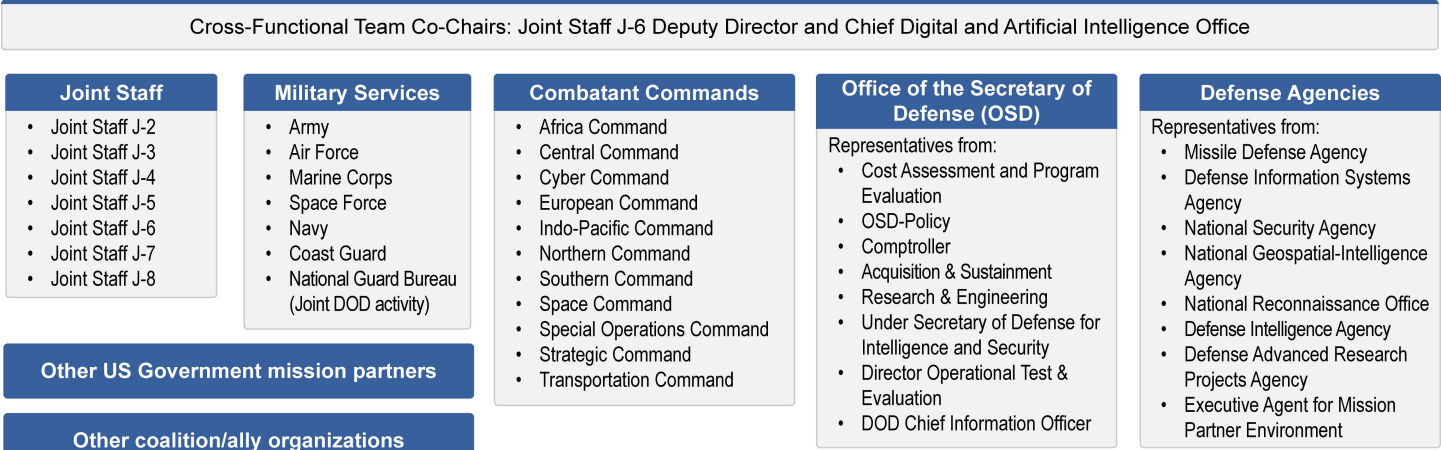 Cross-Functional Team Co-Chairs: Joint Staff J-6 Deputy Director and Chief Digital and Artificial Intelligence Office
Joint Staff
• Joint Staff J-2
• Joint Staff J-3
• Joint Staff J-4
• Joint Staff J-5
• Joint Staff J-6
• Joint Staff J-7
• Joint Staff J-8
Military Services
• Army
• Air Force
• Marine Corps
• Space Force
• Navy
• Coast Guard
• National Guard Bureau
(Joint DOD activity)
Combatant Commands
• Africa Command
• Central Command
• Cyber Command
• European Command
• Indo-Pacific Command
• Northern Command
• Southern Command
• Space Command
• Special Operations Command
• Strategic Command
• Transportation Command
Office of the Secretary of
Defense (OSD)
Representatives from:
• Cost Assessment and Program
Evaluation
• OSD-Policy
• Comptroller
• Acquisition & Sustainment
• Research & Engineering
• Under Secretary of Defense for
Intelligence and Security
• Director Operational Test &
Evaluation
• DOD Chief Information Officer
Defense Agencies
Representatives from:
• Missile Defense Agency
• Defense Information Systems
Agency
• National Security Agency
• National Geospatial-Intelligence
Agency
• National Reconnaissance Office
• Defense Intelligence Agency
• Defense Advanced Research
Projects Agency
• Executive Agent for Mission
Partner Environment
Other US Government mission partners
Other coalition/ally organizations